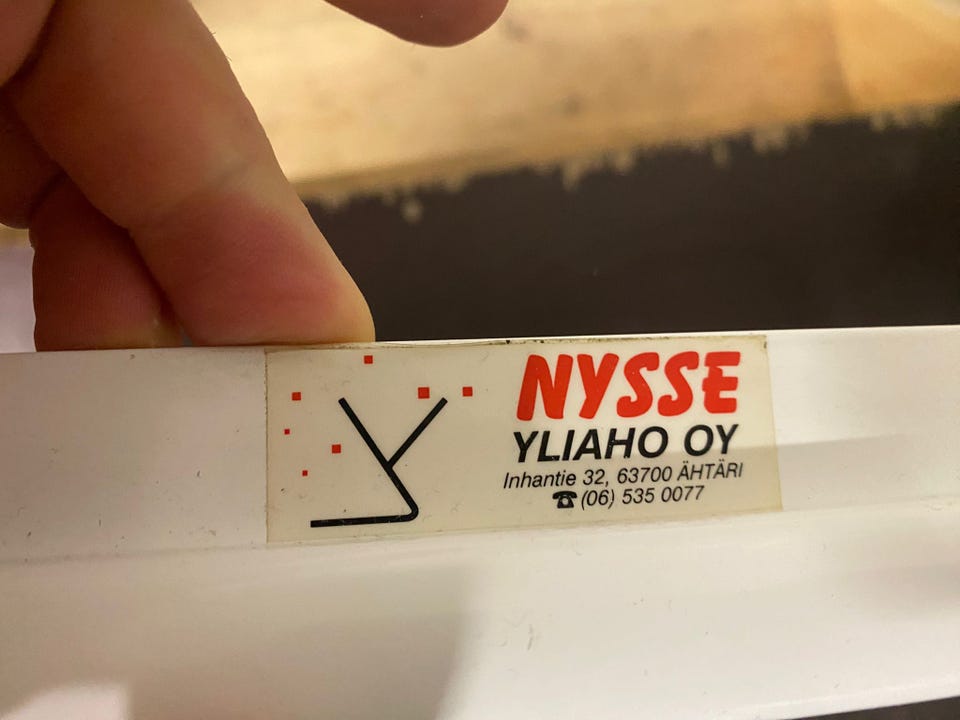 NYSSE
YLIAHO OY
Inhantie 32, 63700 ÄHTÄRI
☎ (06) 535 0077